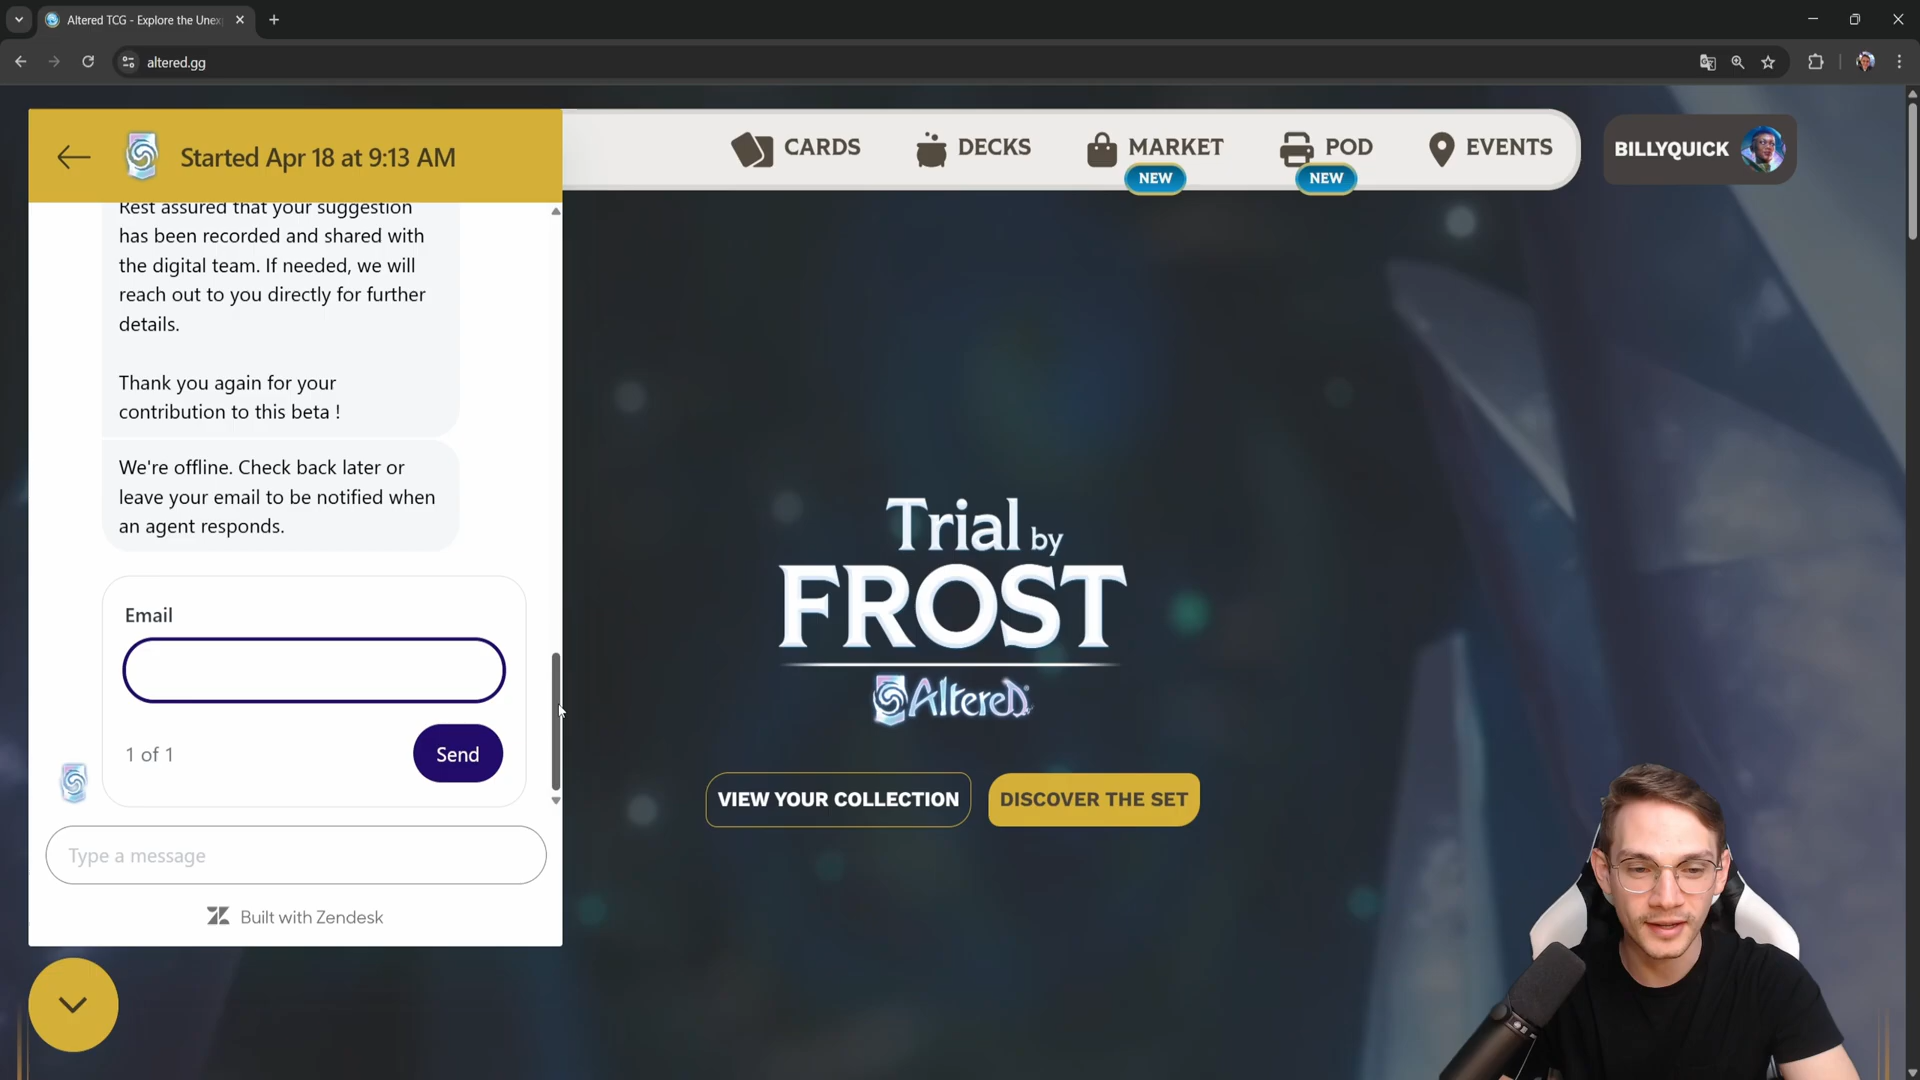 Altered TCG - Explore the Unex
altered.gg
Started Apr 18 at 9:13 AM
CARDS
DECKS
MARKET
NEW
POD
NEW
EVENTS
BILLYQUICK
Rest assured that your suggestion
has been recorded and shared with
the digital team. If needed, we will
reach out to you directly for further
details.
Thank you again for your
contribution to this beta !
We're offline. Check back later or
leave your email to be notified when
an agent responds.
Email
1 of 1
Send
Type a message
Built with Zendesk
Trial by
FROST
Altered
VIEW YOUR COLLECTION
DISCOVER THE SET